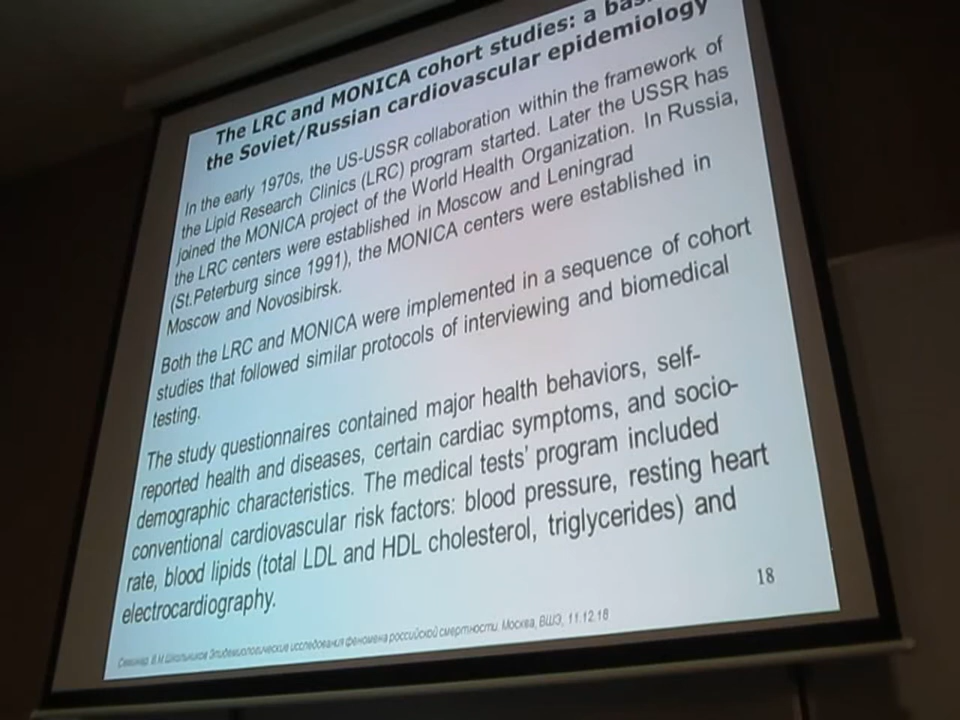 The LRC and MONICA cohort studies: a
the Soviet/Russian cardiovascular epidemiology
In the early 1970s, the US-USSR collaboration within the framework of
the Lipid Research Clinics (LRC) program started. Later the USSR has
joined the MONICA project of the World Health Organization. In Russia,
the LRC centers were established in Moscow and Leningrad
(St.Peterburg since 1991), the MONICA centers were established in
Moscow and Novosibirsk.
Both the LRC and MONICA were implemented in a sequence of cohort
studies that followed similar protocols of interviewing and biomedical
testing.
The study questionnaires contained major health behaviors, self-
reported health and diseases, certain cardiac symptoms, and socio-
demographic characteristics. The medical tests' program included
conventional cardiovascular risk factors: blood pressure, resting heart
rate, blood lipids (total LDL and HDL cholesterol, triglycerides) and
electrocardiography.
18
Семинар. В.М.Школьников Эпидемиологические исследования феномена российской смертности. Москва, ВШЭ, 11.12.18